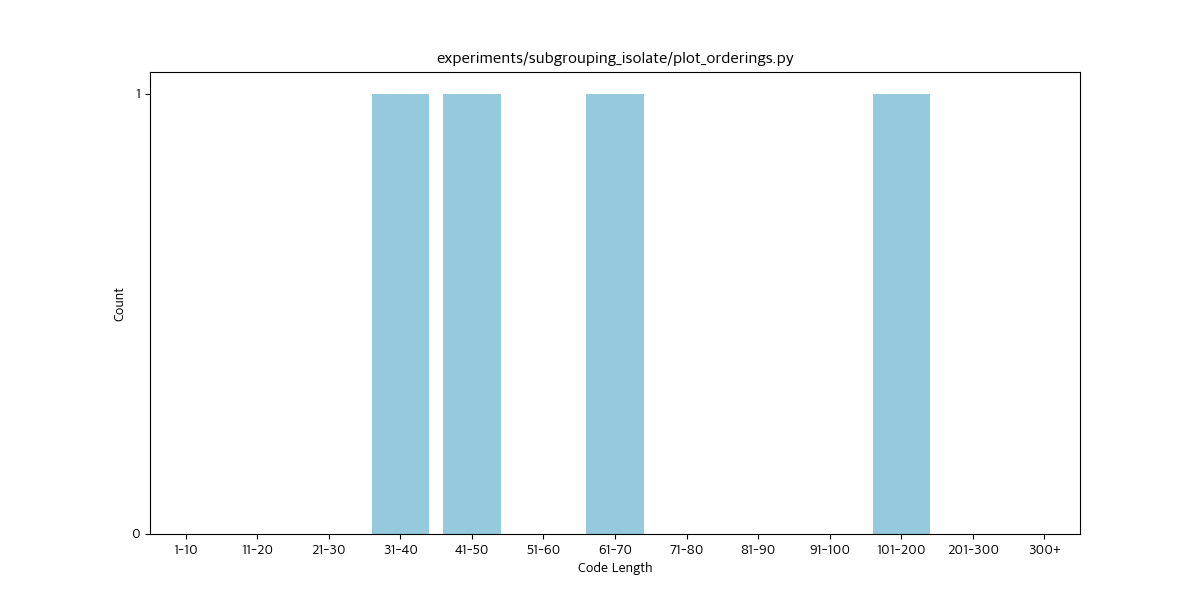 experiments/subgrouping_isolate/plot_orderings.py
1
Count
0
1-10 11-20 21-30 31-40 41-50 51-60 61-70 71-80 81-90 91-100 101-200 201-300 300+
Code Length